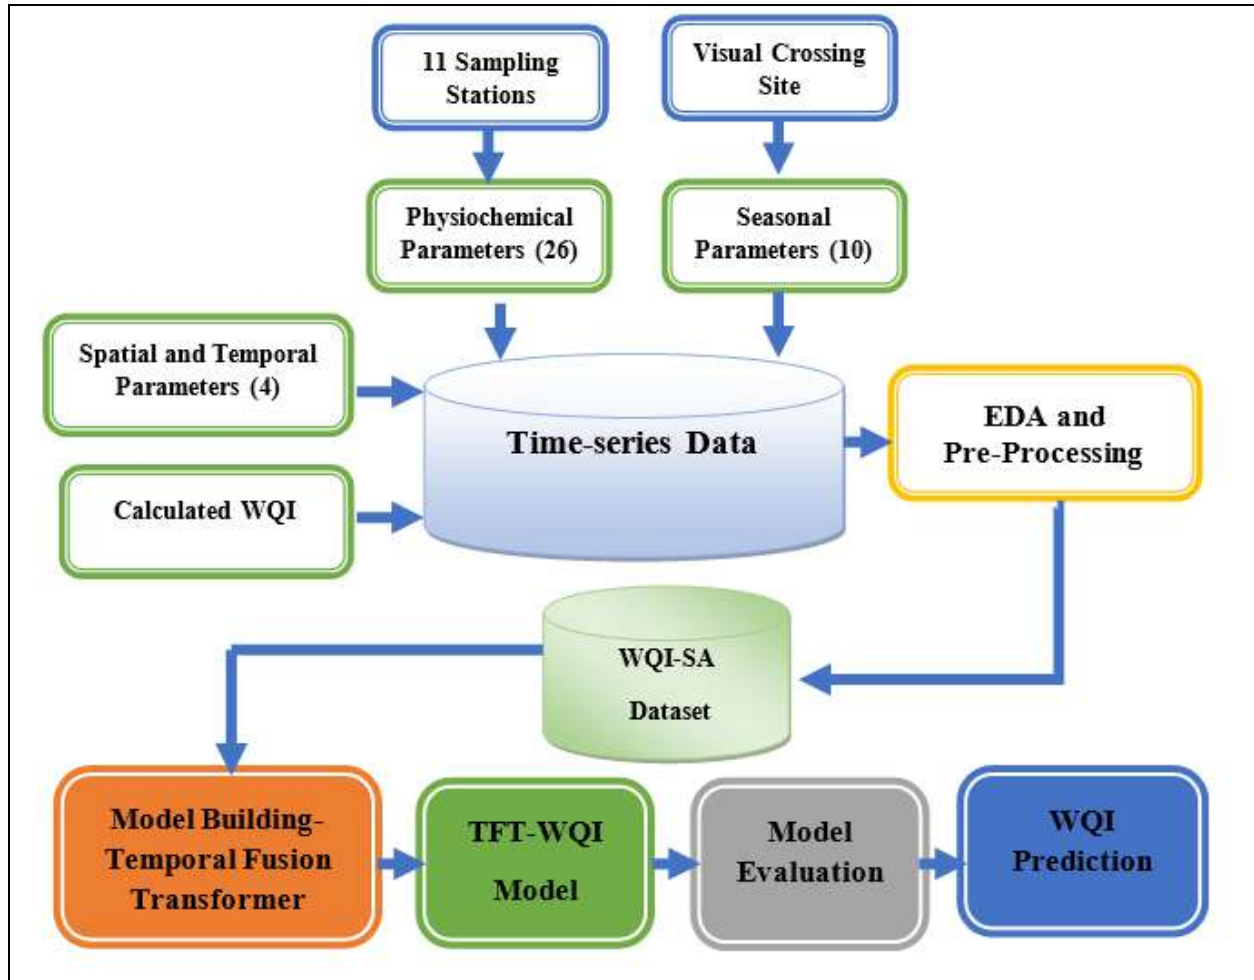 11 Sampling
Stations
Visual Crossing
Site
Physiochemical
Parameters (26)
Seasonal
Parameters (10)
Spatial and Temporal
Parameters (4)
Time-series Data
EDA and
Pre-Processing
Calculated WQI
WQI-SA
Dataset
Model Building-
Temporal Fusion
Transformer
TFT-WQI
Model
Model
Evaluation
WQI
Prediction